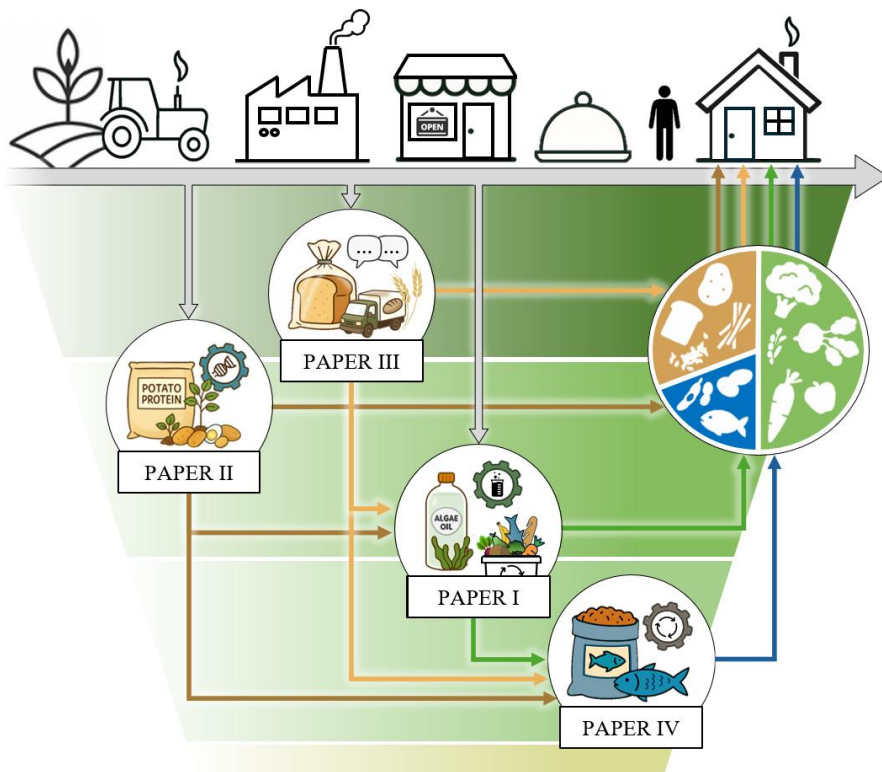 OPEN
... ...
PAPER III
POTATO
PROTEIN
PAPER II
ALGAE
OIL
PAPER I
PAPER IV